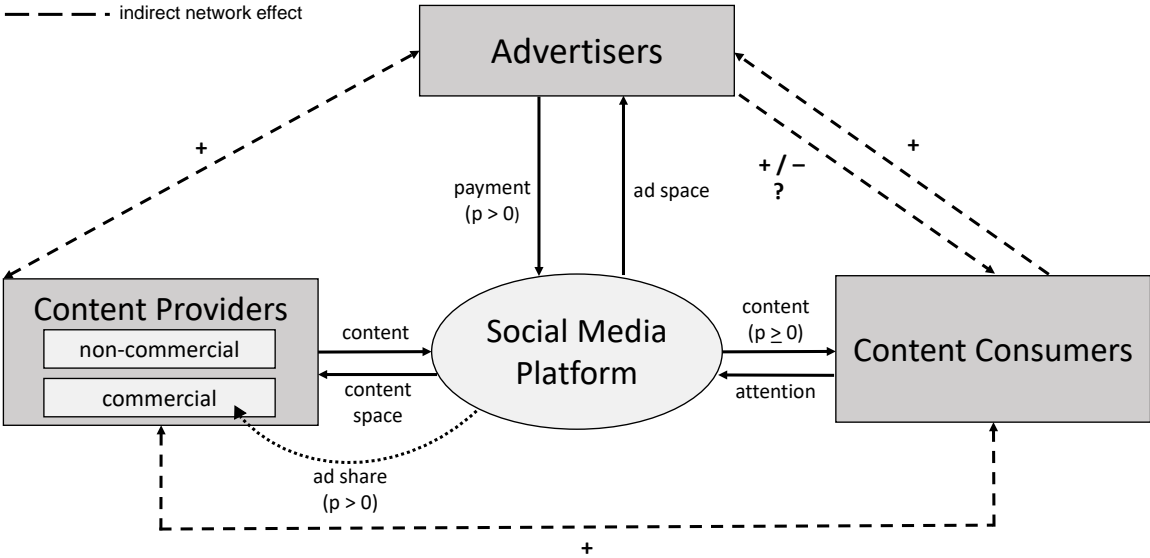 indirect network effect
Advertisers
+
+
+ / –
?
payment
(p > 0)
ad space
Content Providers
non-commercial
commercial
content
content
space
Social Media
Platform
content
(p ≥ 0)
attention
Content Consumers
ad share
(p > 0)
+